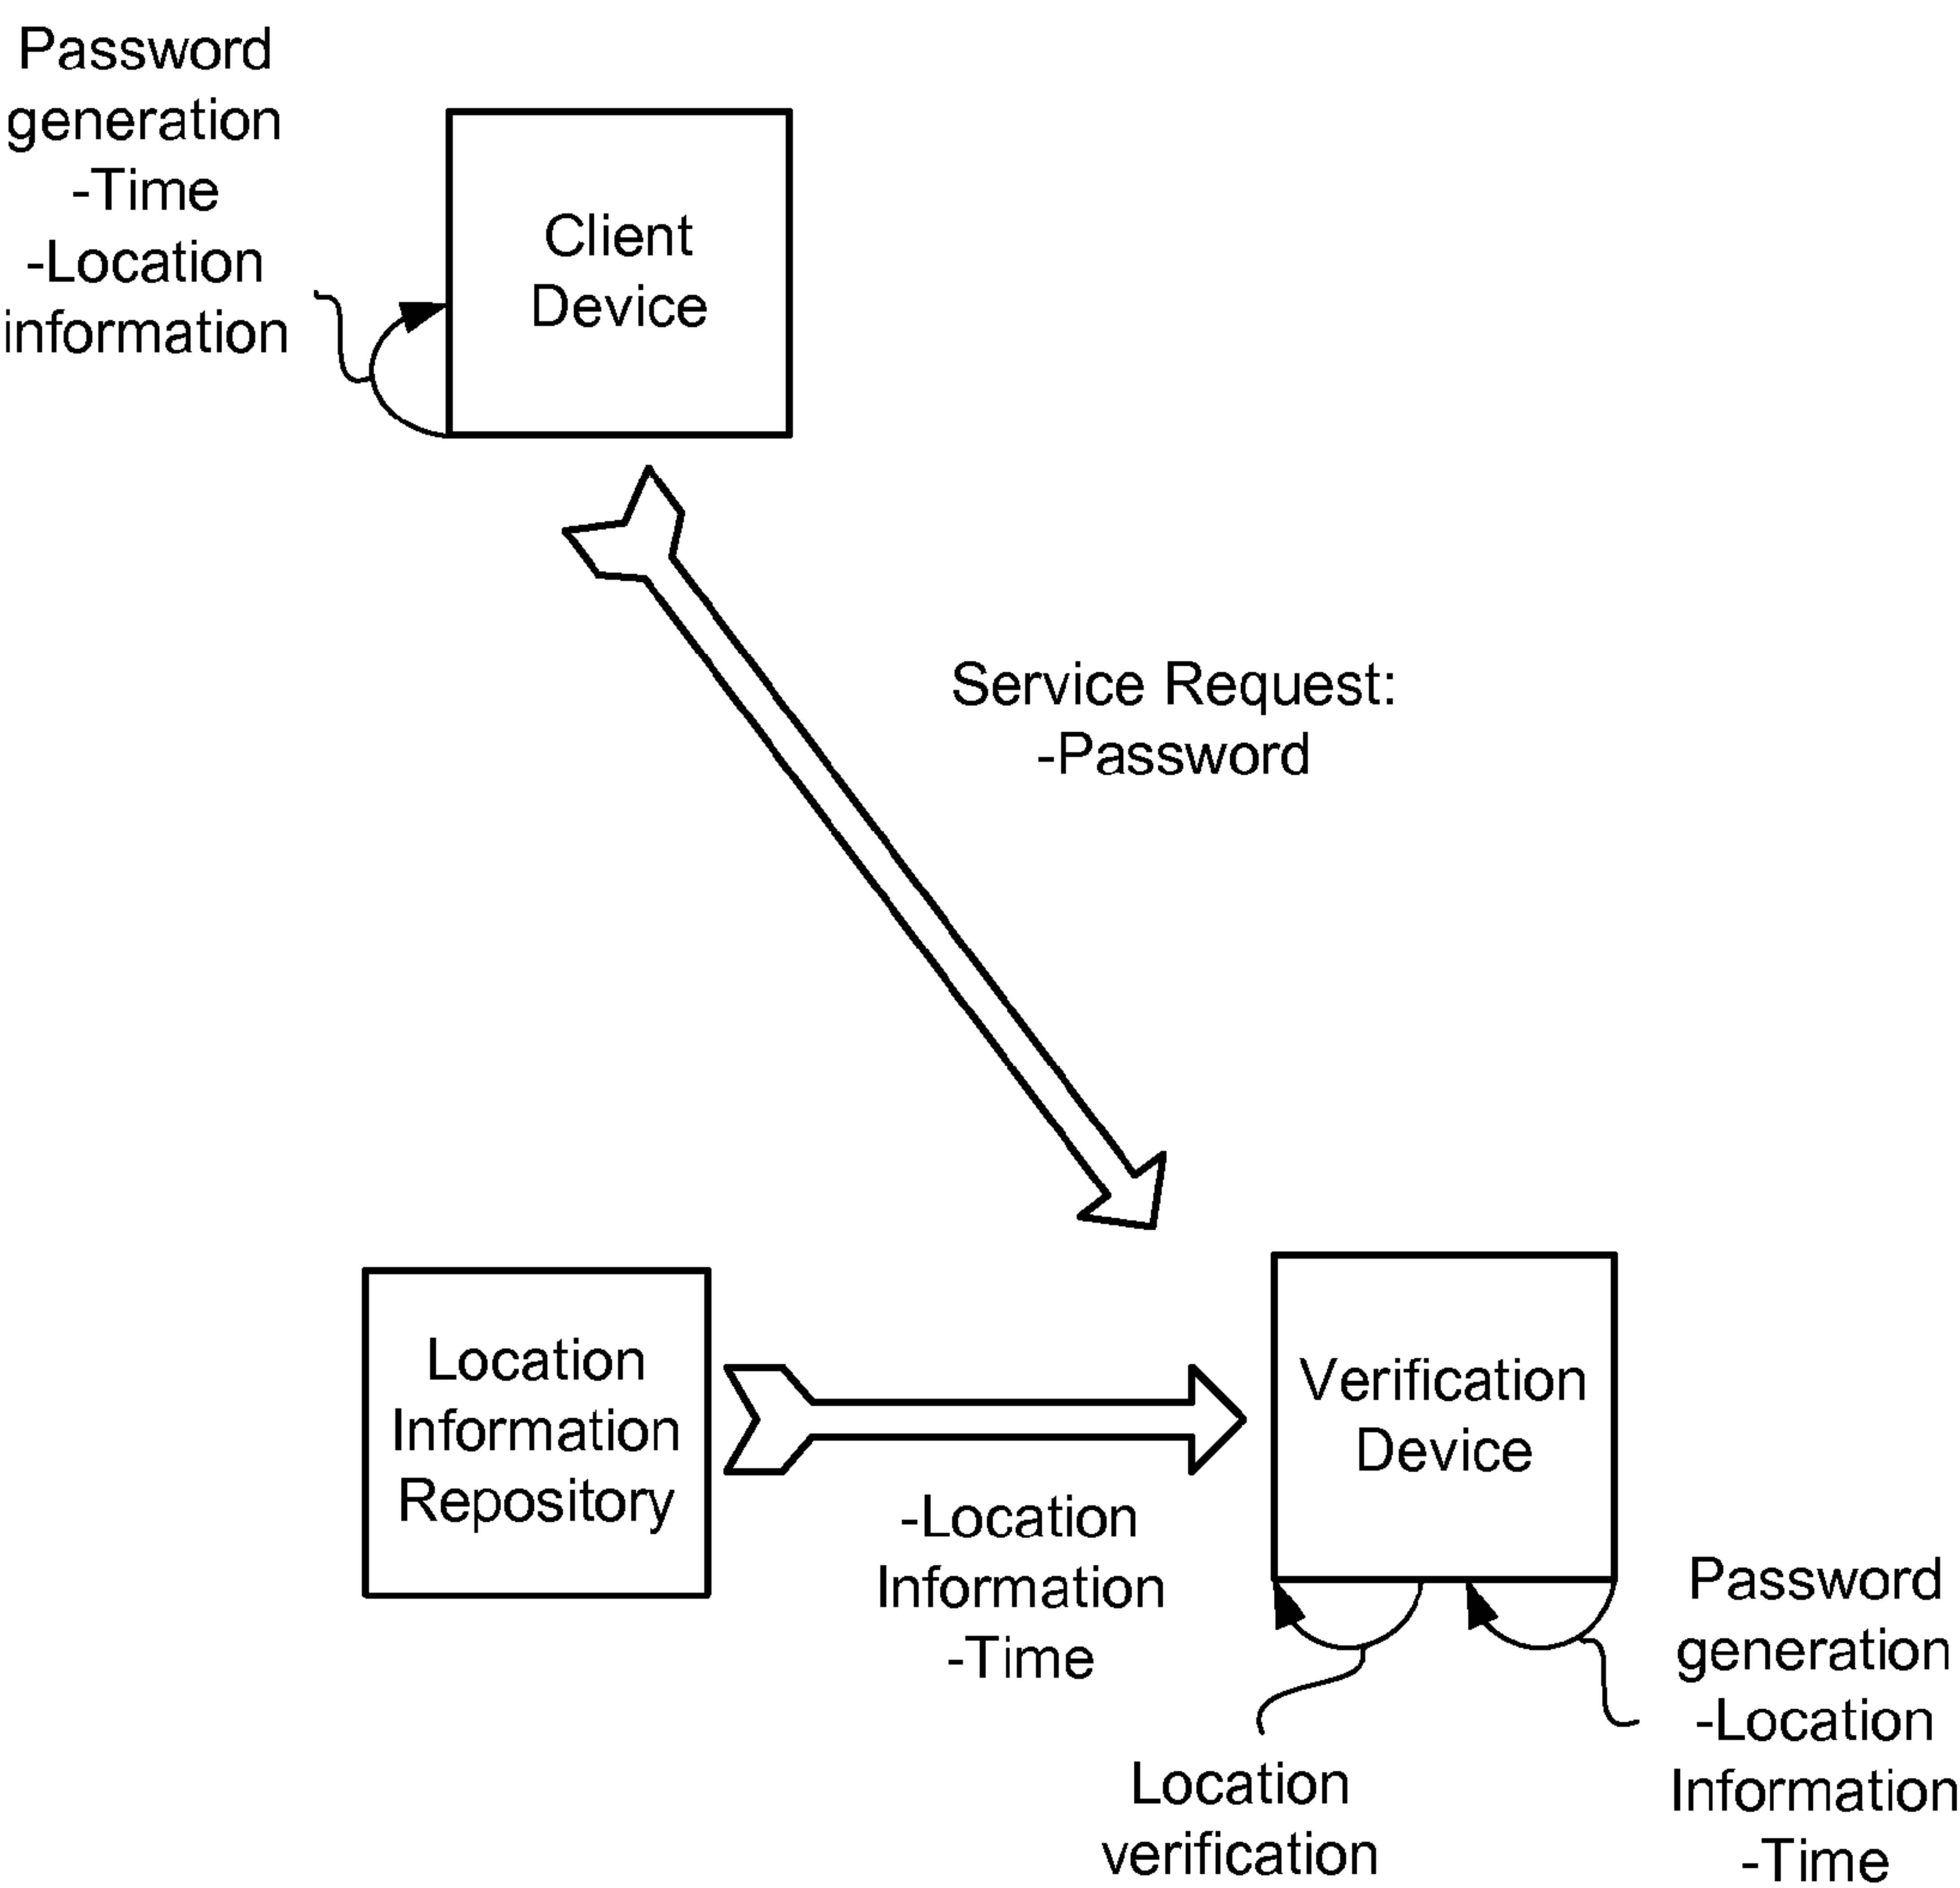 Password
generation
-Time
-Location
information
Client
Device
Service Request:
-Password
Location
Information
Repository
-Location
Information
-Time
Verification
Device
Location
verification
Password
generation
-Location
Information
-Time